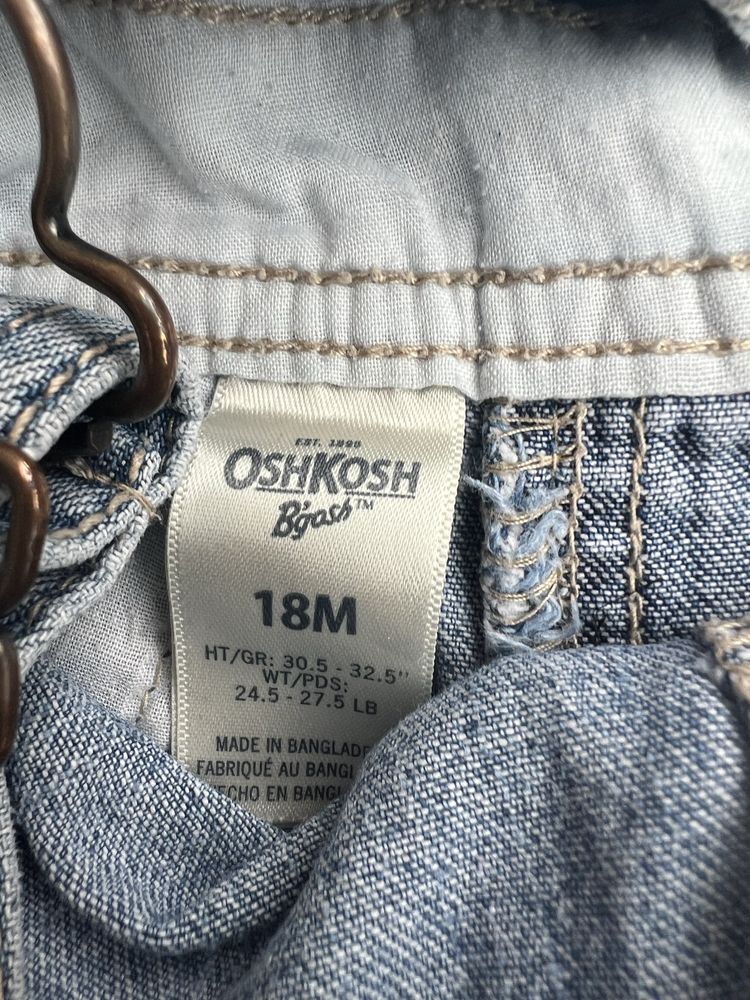 EST. 1895
OSHKOSH
B'gosh™
18M
HT/GR: 30.5 - 32.5"
WT/PDS:
24.5 - 27.5 LB
MADE IN BANGLADE
FABRIQUÉ AU BANGL
ECHO EN BANGL